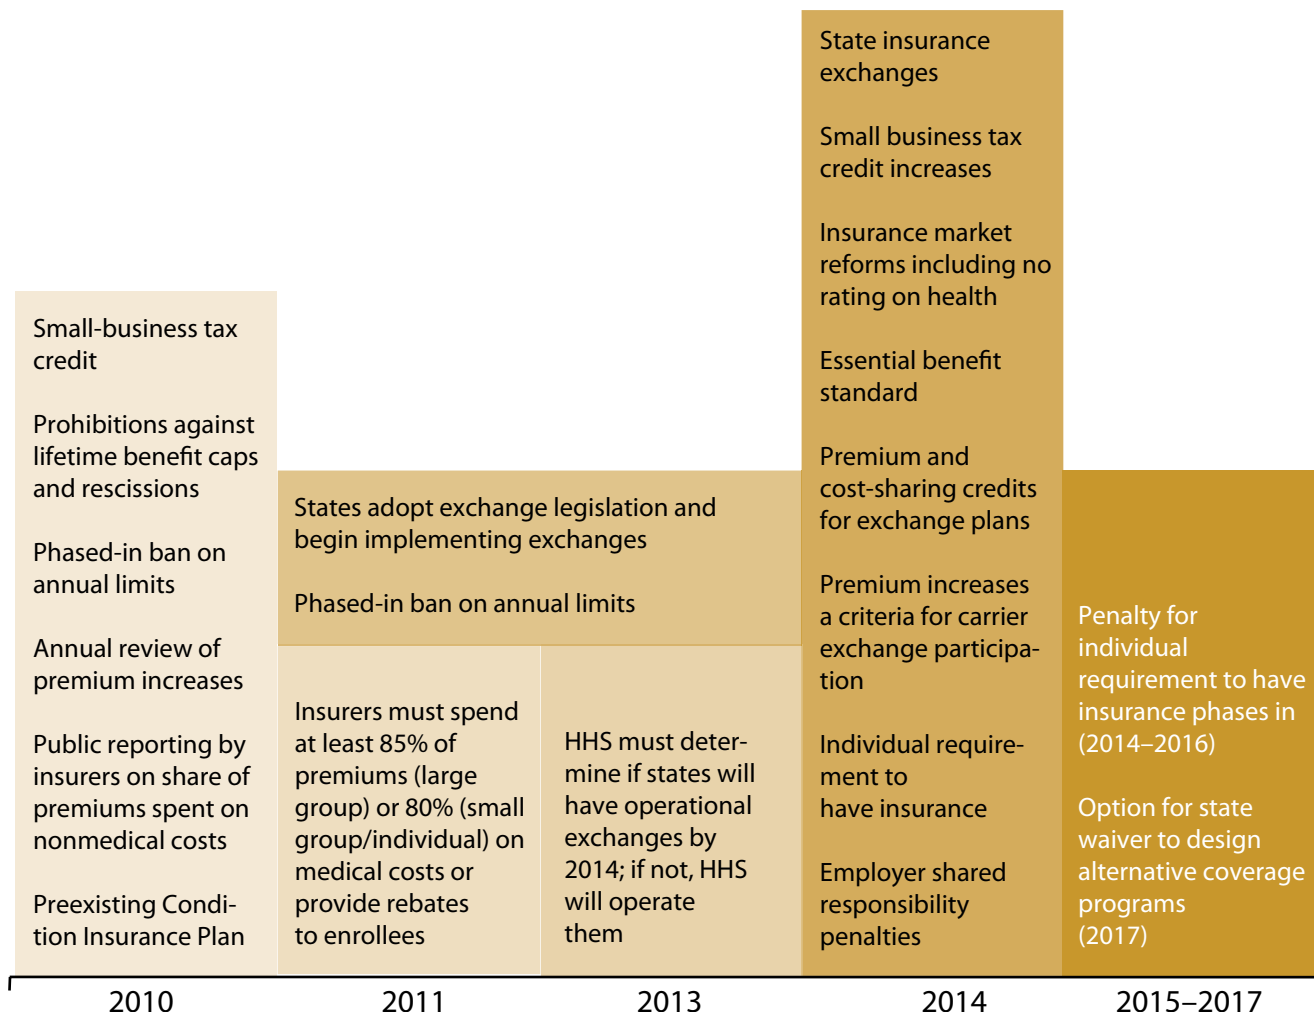 Small-business tax
credit
Prohibitions against
lifetime benefit caps
and rescissions
Phased-in ban on
annual limits
Annual review of
premium increases
Public reporting by
insurers on share of
premiums spent on
nonmedical costs
Preexisting Condi-
tion Insurance Plan
States adopt exchange legislation and
begin implementing exchanges
Phased-in ban on annual limits
Insurers must spend
at least 85% of
premiums (large
group) or 80% (small
group/individual) on
medical costs or
provide rebates
to enrollees
HHS must deter-
mine if states will
have operational
exchanges by
2014; if not, HHS
will operate
them
State insurance
exchanges
Small business tax
credit increases
Insurance market
reforms including no
rating on health
Essential benefit
standard
Premium and
cost-sharing credits
for exchange plans
Premium increases
a criteria for carrier
exchange participa-
tion
Individual require-
ment to
have insurance
Employer shared
responsibility
penalties
Penalty for
individual
requirement to have
insurance phases in
(2014–2016)
Option for state
waiver to design
alternative coverage
programs
(2017)
2010
2011
2013
2014
2015–2017